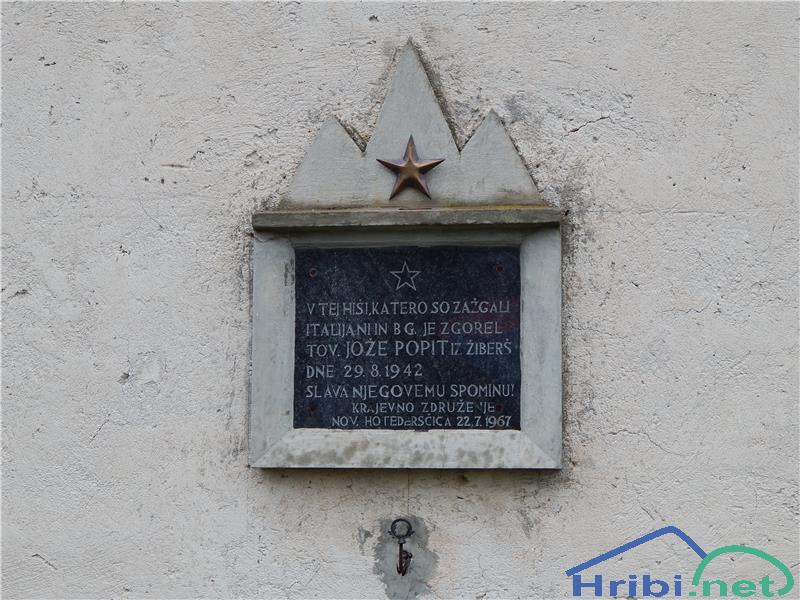 V TEJ HIŠI, KATERO SO ZAŽGALI
ITALIJANI IN B G. JE ZGOREL
TOV. JOŽE POPIT IZ ŽIBERŠ
DNE 29.8.1942
SLAVA NJEGOVEMU SPOMINU!
KRAJEVNO ZDRUŽENJE
NOV. HOTEDERŠČICA 22.7.1967
Hribi.net